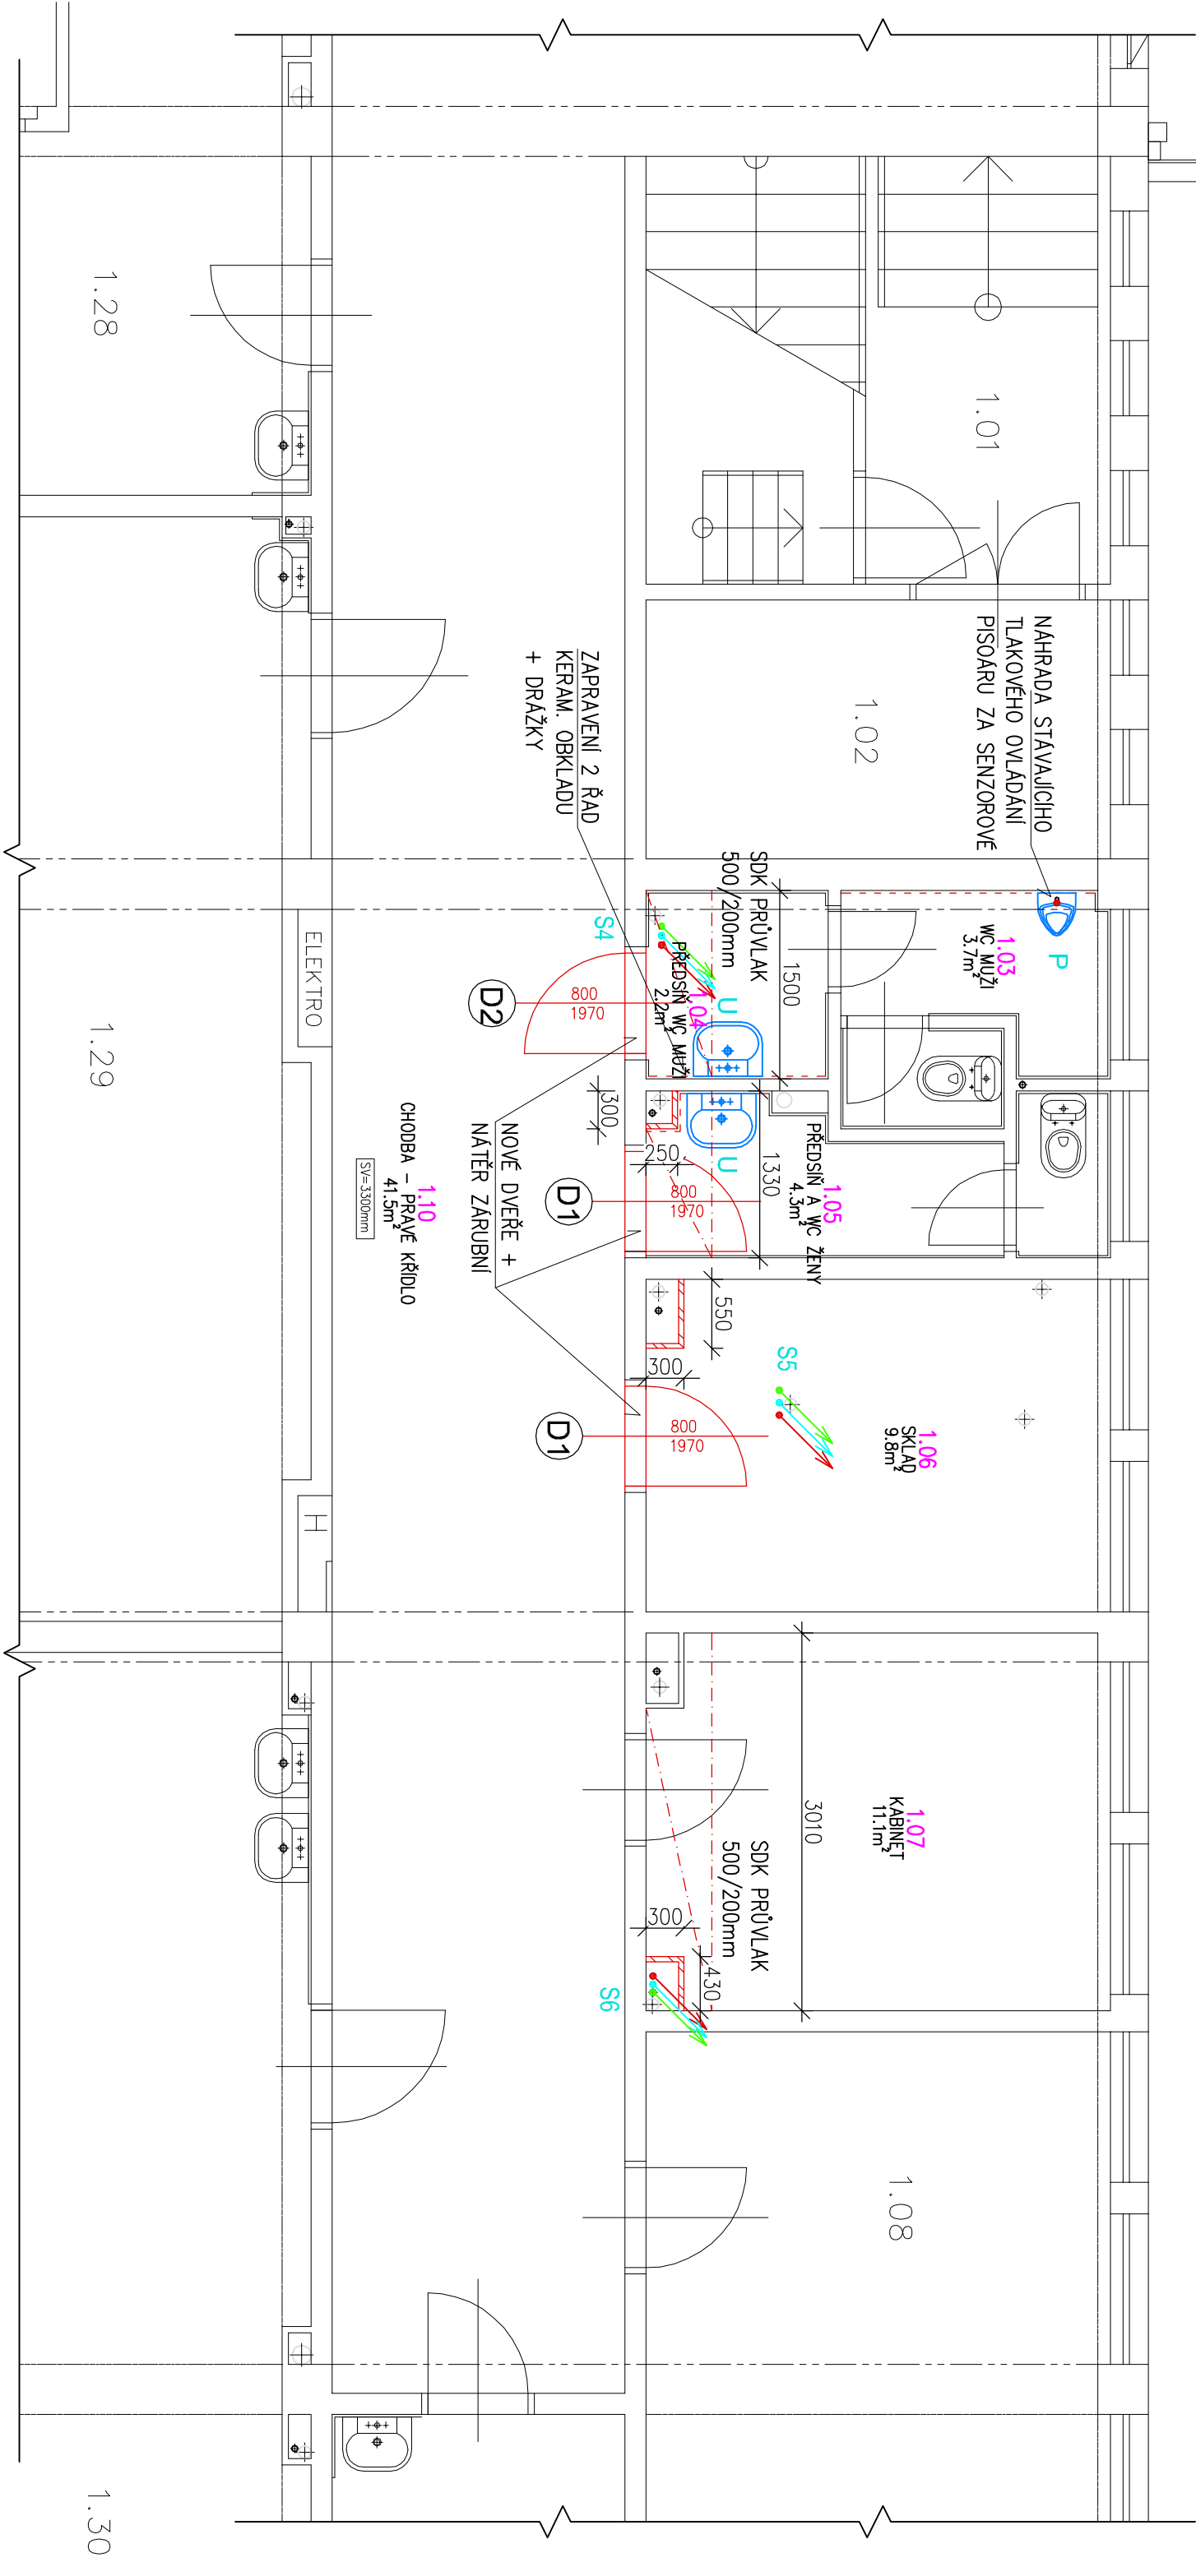 1.28
1.01
NÁHRADA STÁVAJÍCÍHO
TLAKOVÉHO OVLÁDÁNÍ
PISOÁRU ZA SENZOROVÉ
1.02
ZAPRAVENÍ 2 ŘAD
KERAM. OBKLADU
+ DRÁŽKY
SDK PRŮVLAK
500/200mm
1500
P
1.03
WC MUŽI
3.7m²
S4
1.04
PŘEDSÍŇ WC MUŽI
2.2m²
U
800
1970
D2
ELEKTRO
1.29
300
250
U
1330
1.05
PŘEDSÍŇ A WC ŽENY
4.3m²
800
1970
D1
NOVÉ DVEŘE +
NÁTĚR ZÁRUBNÍ
1.10
CHODBA - PRAVÉ KŘÍDLO
41.5m²
SV=3300mm
550
300
S5
1.06
SKLAD
9.8m²
800
1970
D1
H
1.07
KABINET
11.1m²
3010
SDK PRŮVLAK
500/200mm
300
430
S6
1.08
1.30